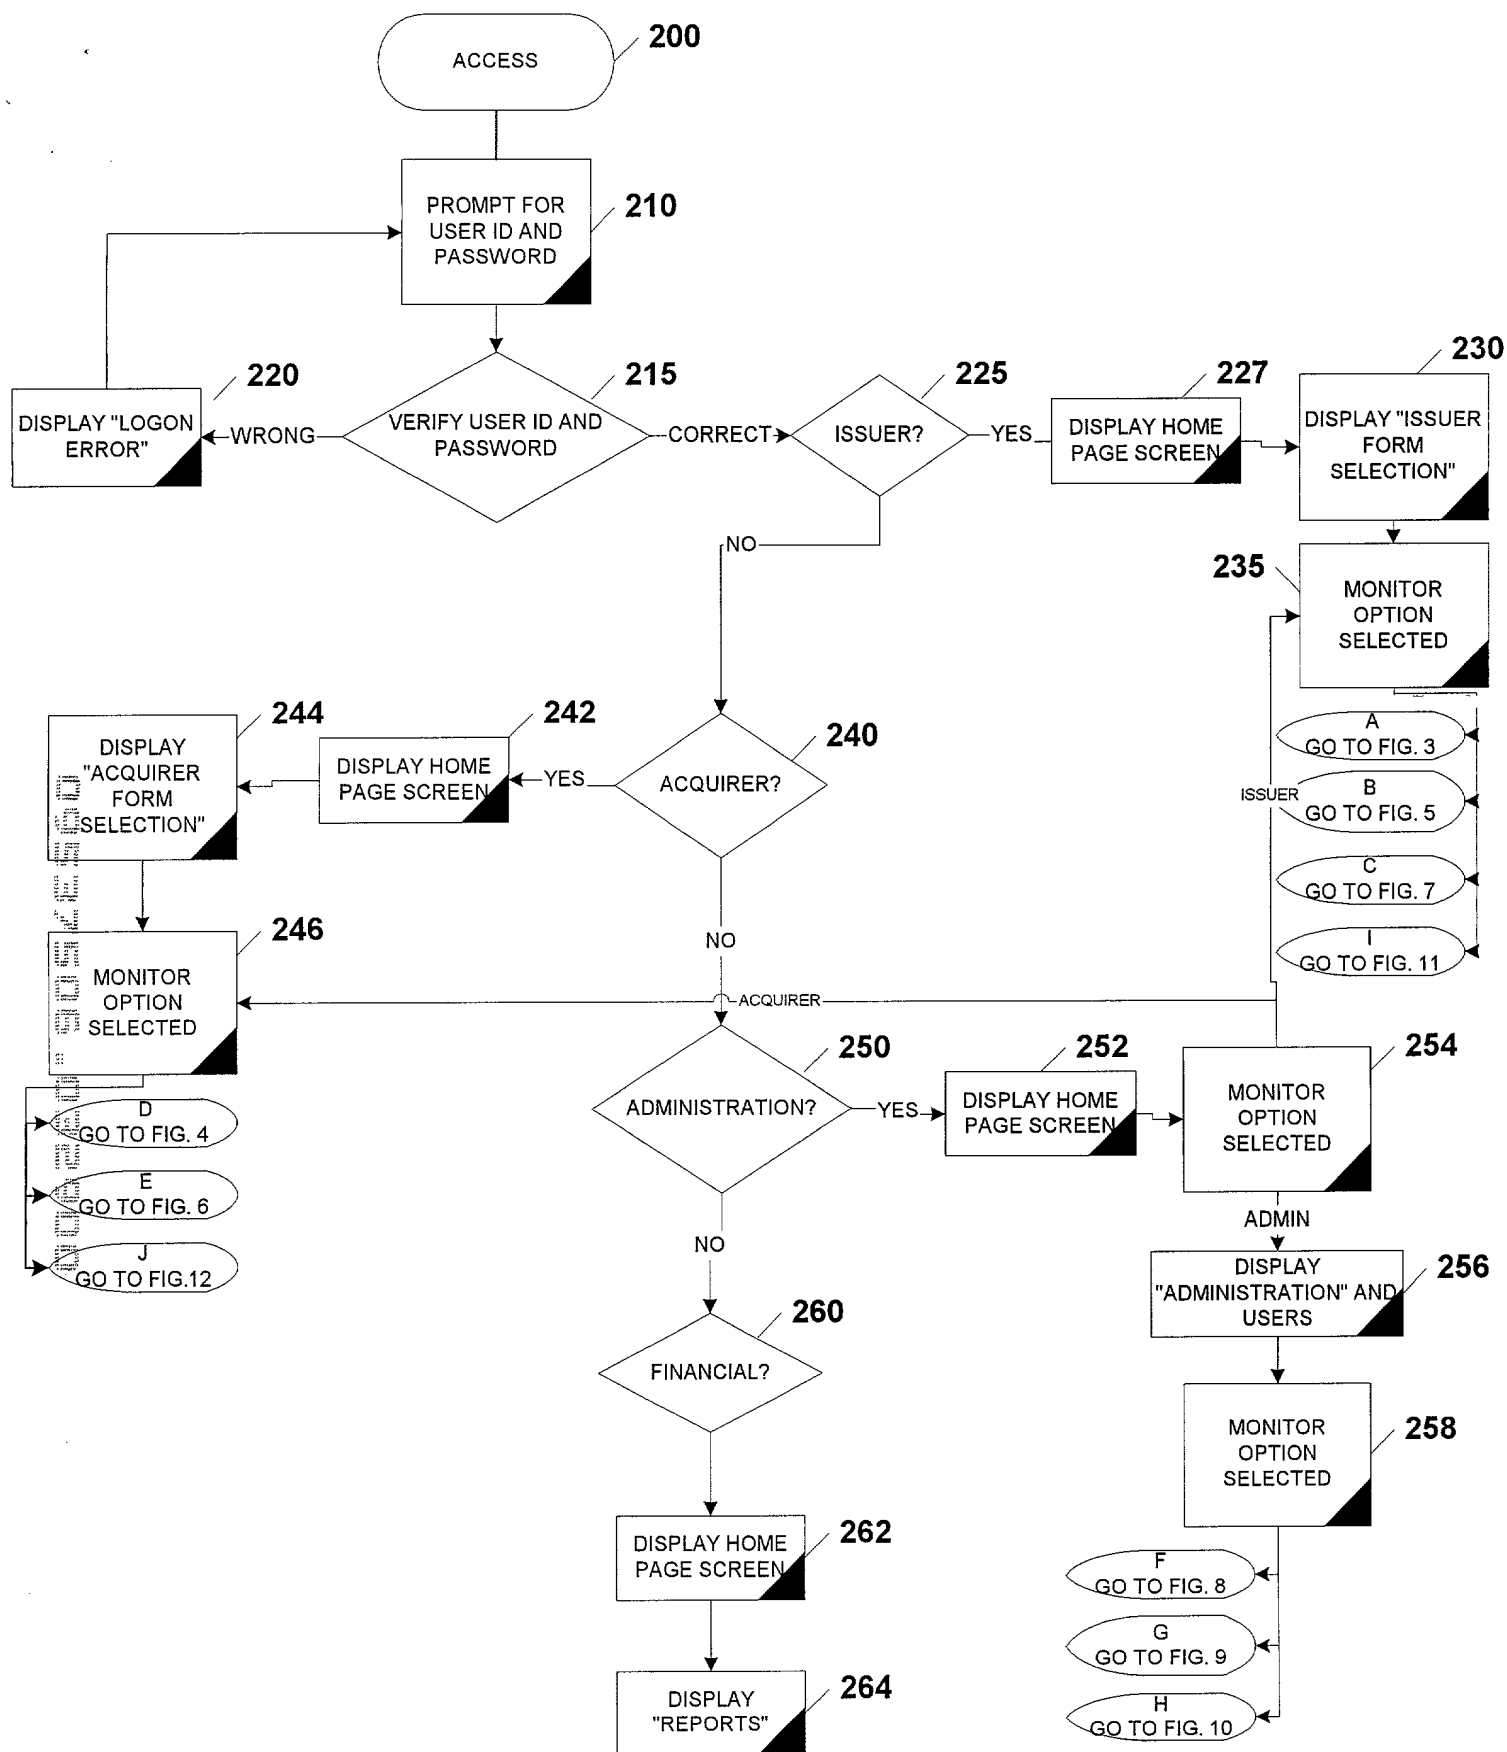 ACCESS
200
PROMPT FOR
USER ID AND
PASSWORD
210
DISPLAY "LOGON
ERROR"
220
WRONG
VERIFY USER ID AND
PASSWORD
215
CORRECT
ISSUER?
225
YES
DISPLAY HOME
PAGE SCREEN
227
DISPLAY "ISSUER
FORM
SELECTION"
230
NO
MONITOR
OPTION
SELECTED
235
A
GO TO FIG. 3
B
GO TO FIG. 5
C
GO TO FIG. 7
I
GO TO FIG. 11
ISSUER
DISPLAY
"ACQUIRER
FORM
SELECTION"
244
DISPLAY HOME
PAGE SCREEN
242
YES
ACQUIRER?
240
NO
MONITOR
OPTION
SELECTED
246
ACQUIRER
D
GO TO FIG. 4
E
GO TO FIG. 6
J
GO TO FIG.12
ADMINISTRATION?
250
YES
DISPLAY HOME
PAGE SCREEN
252
MONITOR
OPTION
SELECTED
254
ADMIN
NO
DISPLAY
"ADMINISTRATION" AND
USERS
256
FINANCIAL?
260
MONITOR
OPTION
SELECTED
258
DISPLAY HOME
PAGE SCREEN
262
F
GO TO FIG. 8
G
GO TO FIG. 9
H
GO TO FIG. 10
DISPLAY
"REPORTS"
264